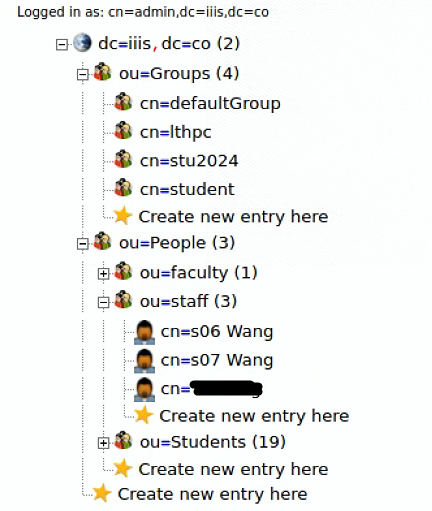 Logged in as: cn=admin,dc=iiis,dc=co
dc=iiis, dc=co (2)
ou=Groups (4)
cn=defaultGroup
cn=lthpc
cn=stu2024
cn=student
Create new entry here
ou=People (3)
ou=faculty (1)
ou=staff (3)
cn=s06 Wang
cn=s07 Wang
cn=
Create new entry here
ou=Students (19)
Create new entry here
Create new entry here